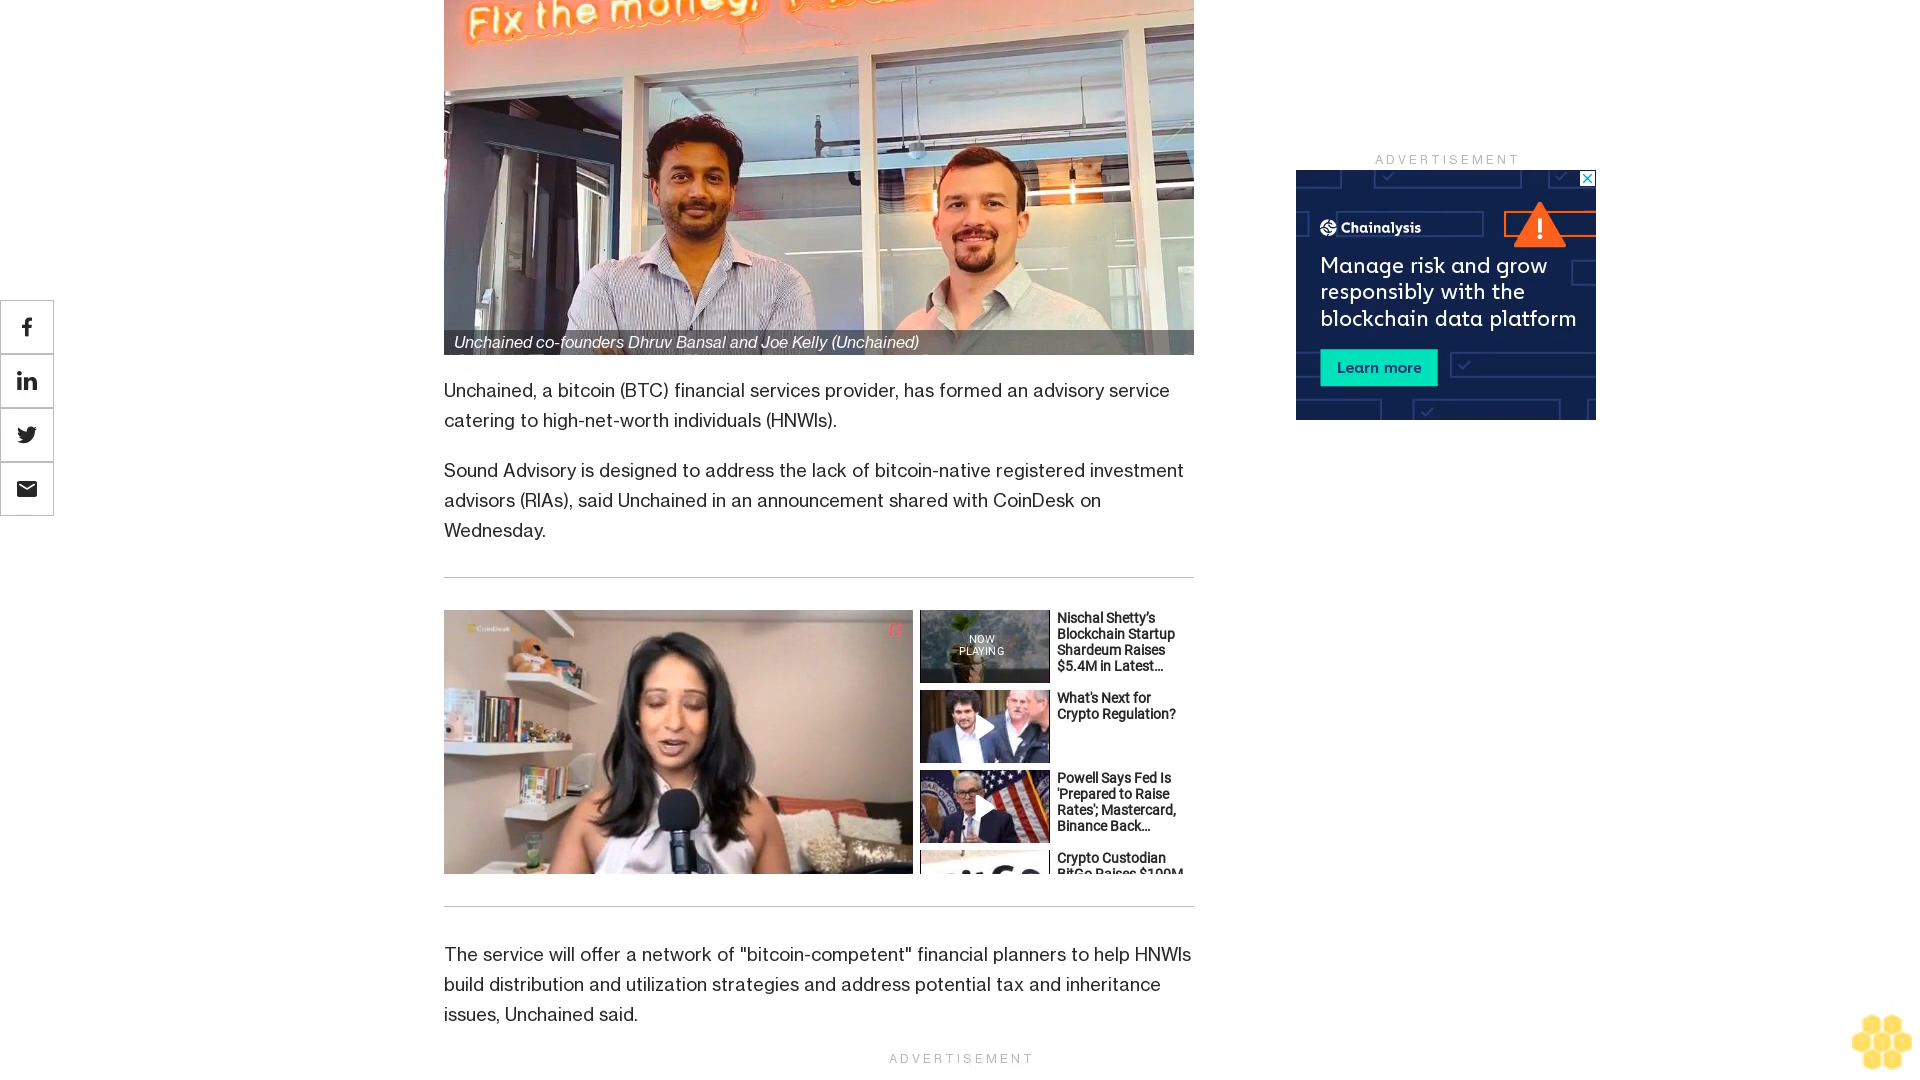 Fix the money,
Unchained co-founders Dhruv Bansal and Joe Kelly (Unchained)
Unchained, a bitcoin (BTC) financial services provider, has formed an advisory service
catering to high-net-worth individuals (HNWIs).
Sound Advisory is designed to address the lack of bitcoin-native registered investment
advisors (RIAs), said Unchained in an announcement shared with CoinDesk on
Wednesday.
CoinDesk
NOW
PLAYING
Nischal Shetty’s
Blockchain Startup
Shardeum Raises
$5.4M in Latest...
What's Next for
Crypto Regulation?
Powell Says Fed Is
'Prepared to Raise
Rates'; Mastercard,
Binance Back...
Crypto Custodian
BitGo Raises $100M
The service will offer a network of "bitcoin-competent" financial planners to help HNWIs
build distribution and utilization strategies and address potential tax and inheritance
issues, Unchained said.
ADVERTISEMENT
ADVERTISEMENT
Chainalysis
Manage risk and grow
responsibly with the
blockchain data platform
Learn more